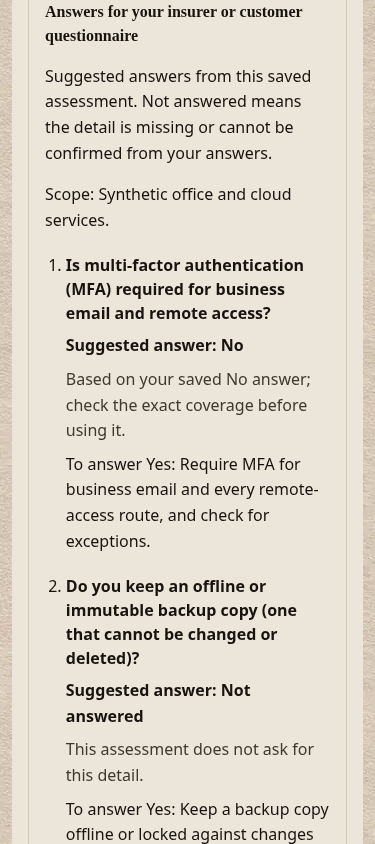 Answers for your insurer or customer
questionnaire
Suggested answers from this saved
assessment. Not answered means
the detail is missing or cannot be
confirmed from your answers.
Scope: Synthetic office and cloud
services.
1. Is multi-factor authentication
(MFA) required for business
email and remote access?
Suggested answer: No
Based on your saved No answer;
check the exact coverage before
using it.
To answer Yes: Require MFA for
business email and every remote-
access route, and check for
exceptions.
2. Do you keep an offline or
immutable backup copy (one
that cannot be changed or
deleted)?
Suggested answer: Not
answered
This assessment does not ask for
this detail.
To answer Yes: Keep a backup copy
offline or locked against changes